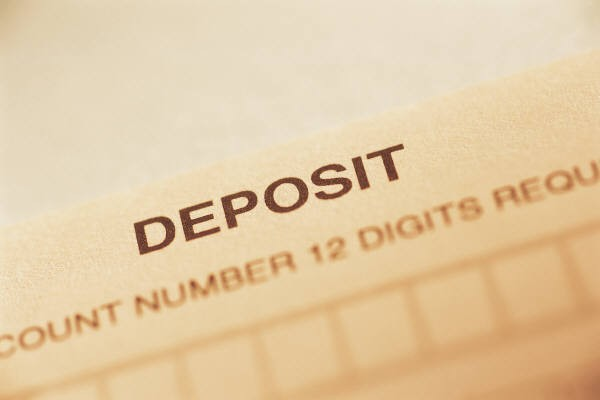 DEPOSIT
COUNT NUMBER 12 DIGITS REQU